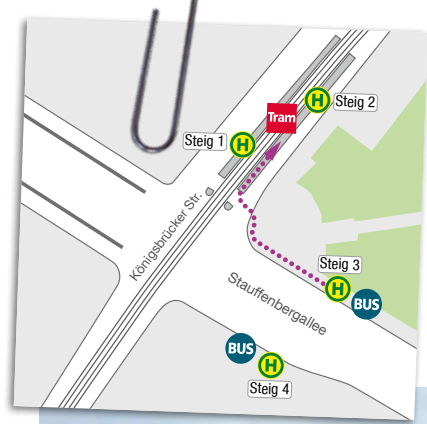 H
Steig 2
Tram
Steig 1
H
Königsbrücker Str.
Steig 3
H
BUS
Stauffenbergallee
BUS
H
Steig 4